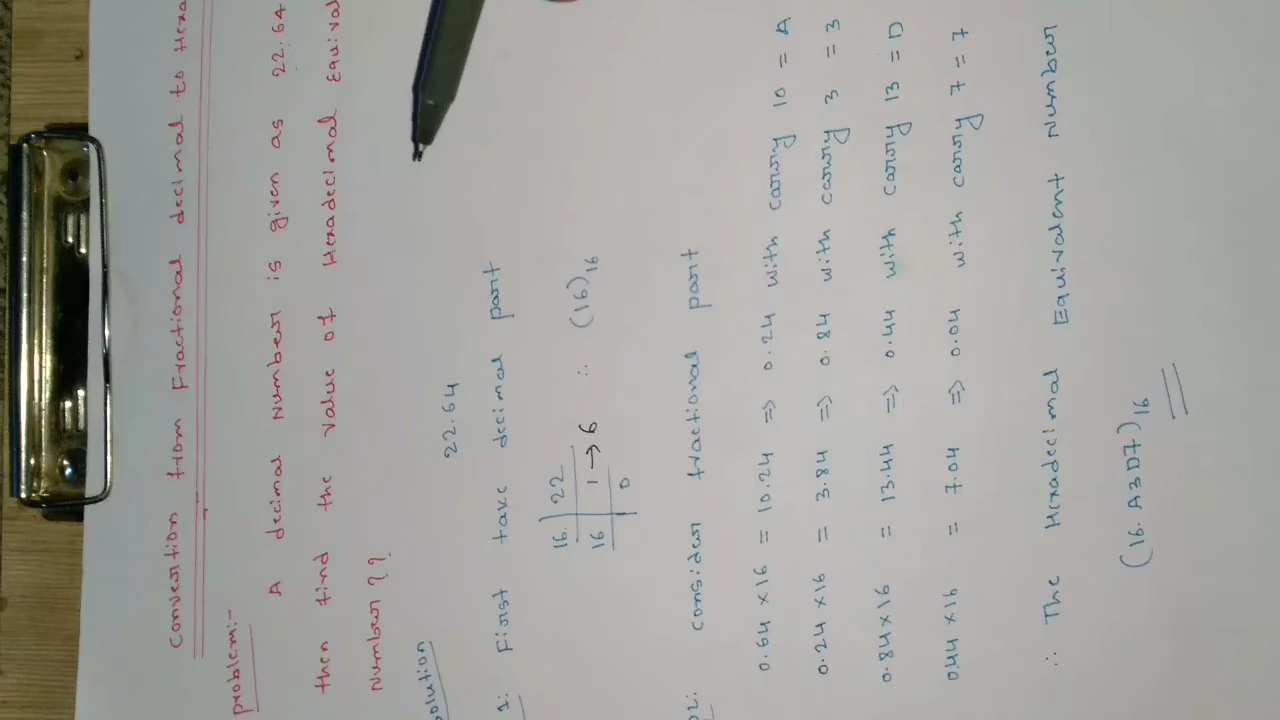 Convertion from Fractional decimal to Hexa
problem:-
A decimal Number is given as 22.64
then find the value of Hexadecimal Equival
Number??
olution
22.64
1: First take decimal part
16 | 22
16 | 1 → 6 ∴ (16)16
0
02: consider fractional part
0.64 × 16 = 10.24 => 0.24 with carry 10 = A
0.24 × 16 = 3.84 => 0.84 with carry 3 = 3
0.84 × 16 = 13.44 => 0.44 with carry 13 = D
0.44 × 16 = 7.04 => 0.04 with carry 7 = 7
∴ The Hexadecimal Equivalent Number
(16.A3D7)16